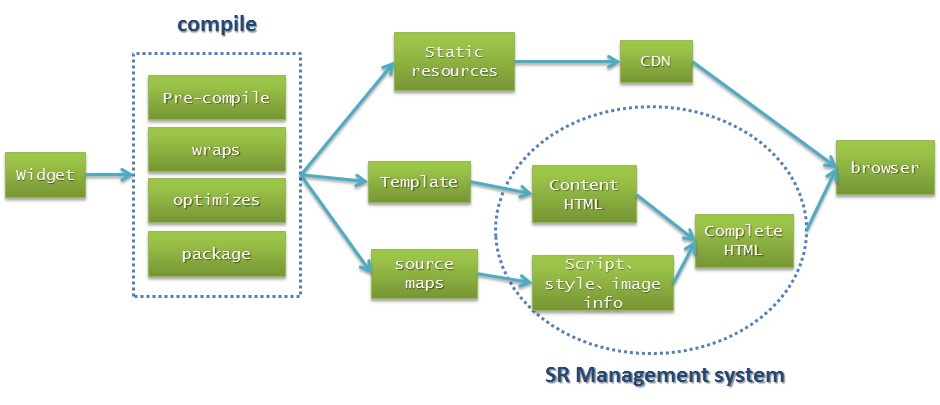 compile
Widget
Pre-compile
wraps
optimizes
package
Static
resources
CDN
browser
Template
Content
HTML
Complete
HTML
source
maps
Script、
style、image
info
SR Management system